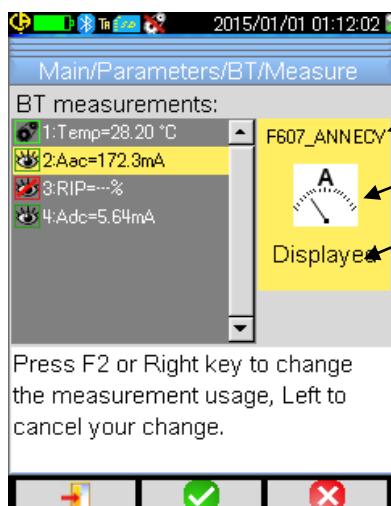 2015/01/01 01:12:02
Main/Parameters/BT/Measure
BT measurements:
1:Temp=28.20 °C
2:Aac=172.3mA
3:RIP=---%
4:Adc=5.64mA
F607_ANNECY
A
Displayed
Press F2 or Right key to change
the measurement usage, Left to
cancel your change.